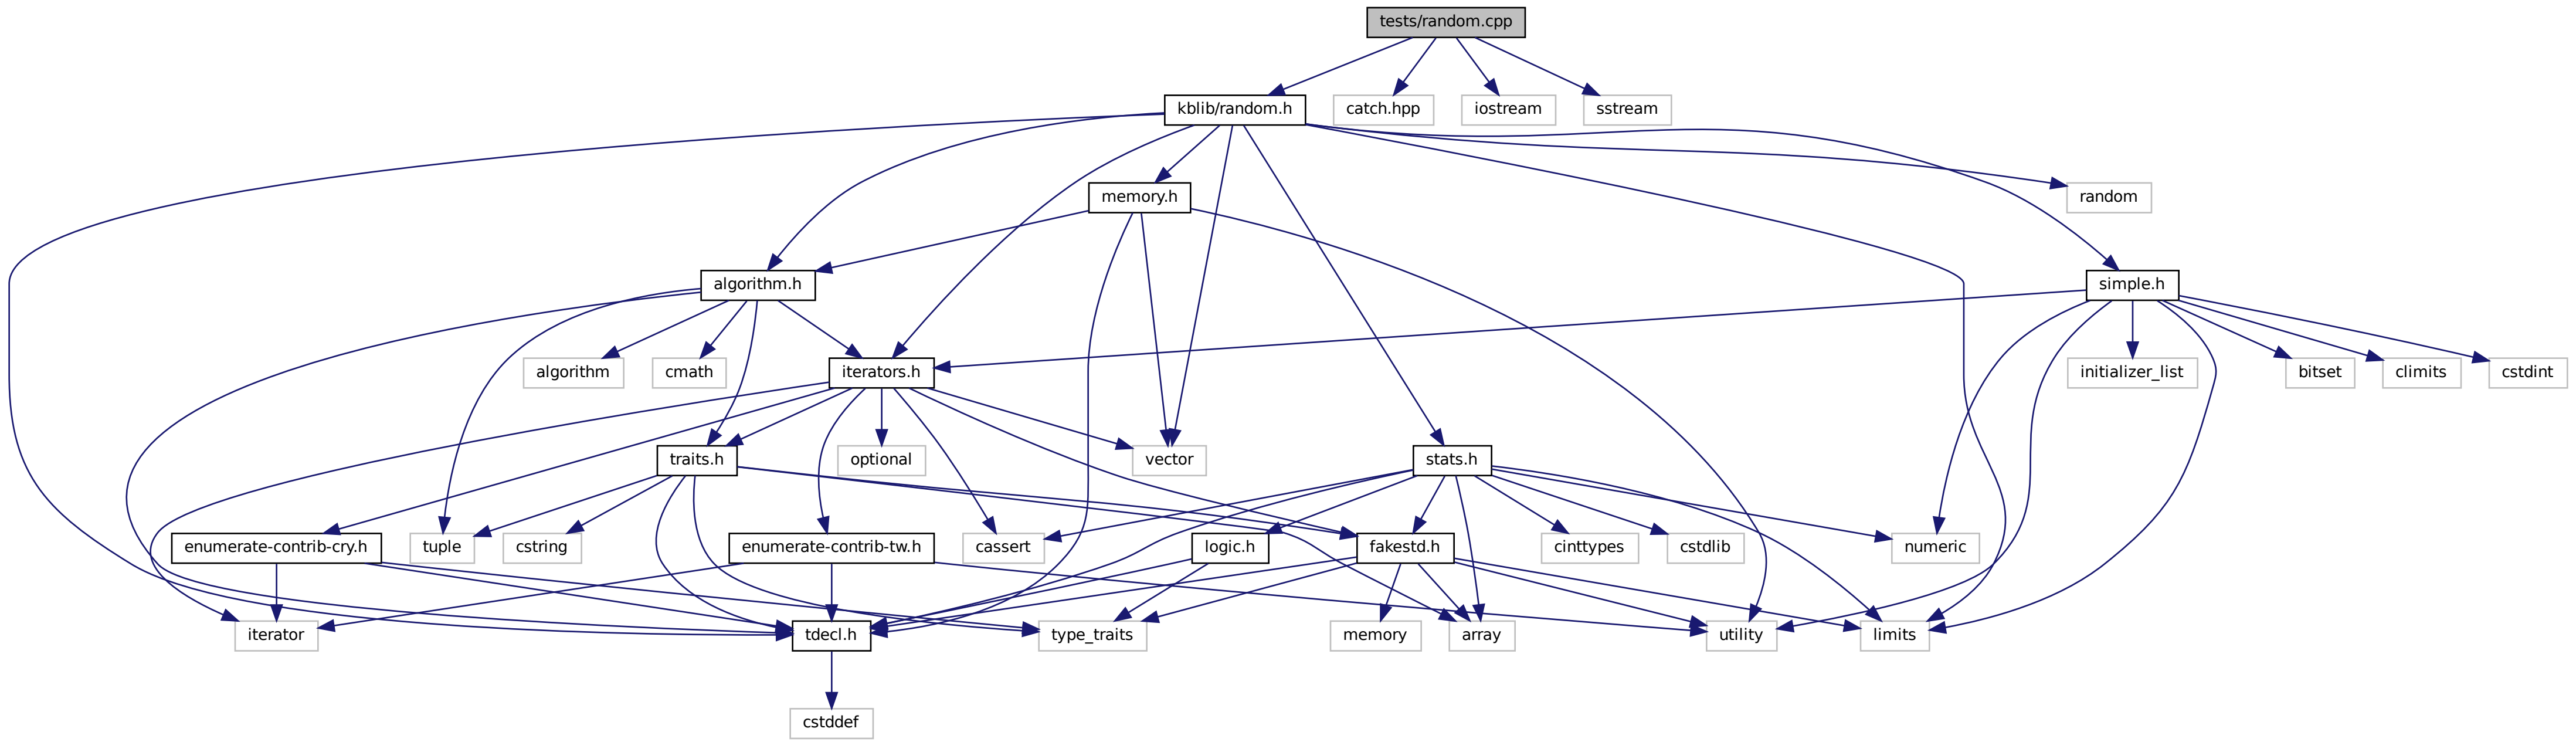 tests/random.cpp
kblib/random.h
catch.hpp
iostream
sstream
memory.h
random
algorithm.h
simple.h
algorithm
cmath
iterators.h
initializer_list
bitset
climits
cstdint
traits.h
optional
vector
stats.h
enumerate-contrib-cry.h
tuple
cstring
enumerate-contrib-tw.h
cassert
logic.h
fakestd.h
cinttypes
cstdlib
numeric
iterator
tdecl.h
type_traits
memory
array
utility
limits
cstddef